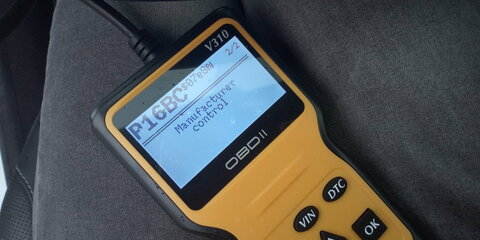 V310
2/2
P16BC
Manufacturer
control
OBD II
VIN
DTC
OK